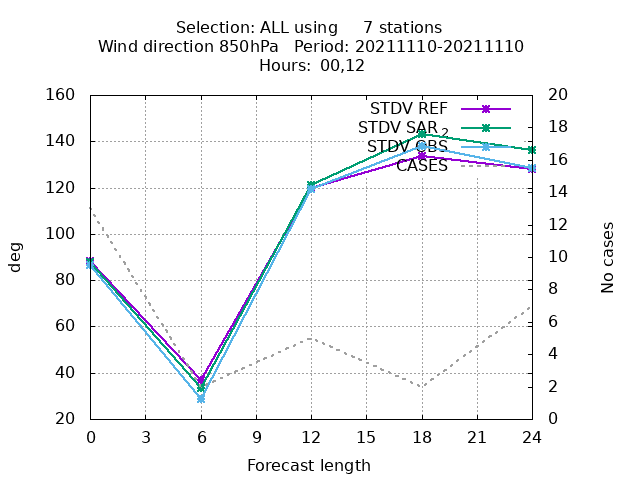 Selection: ALL using 7 stations
Wind direction 850hPa Period: 20211110-20211110
Hours: 00,12
STDV REF
STDV SAR_2
STDV OBS
CASES
deg
160
140
120
100
80
60
40
20
20
18
16
14
12
10
8
6
4
2
0
No cases
0 3 6 9 12 15 18 21 24
Forecast length